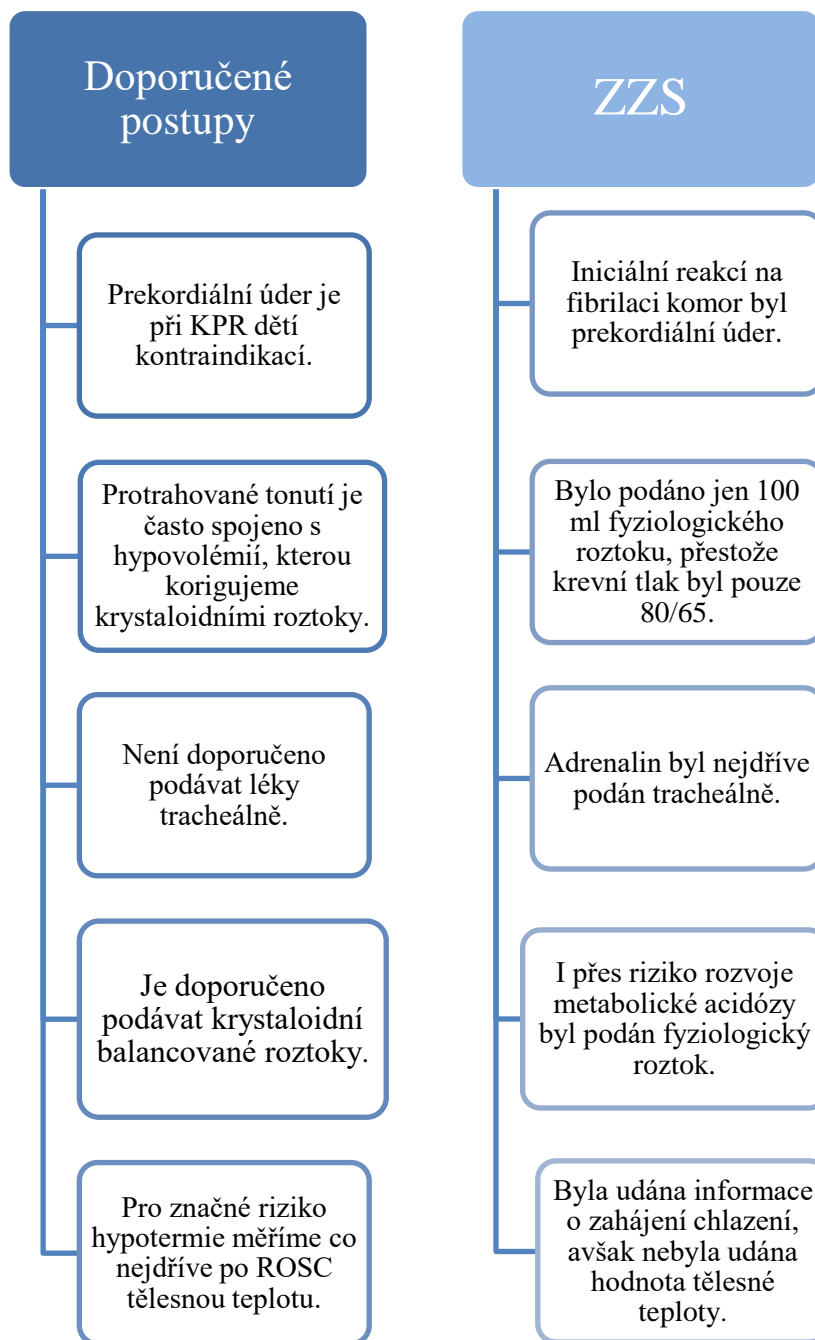 Doporučené
postupy
Prekordiální úder je
při KPR dětí
kontraindikací.
Protrahované tonutí je
často spojeno s
hypovolémií, kterou
korigujeme
krystaloidními roztoky.
Není doporučeno
podávat léky
tracheálně.
Je doporučeno
podávat krystaloidní
balancované roztoky.
Pro značné riziko
hypotermie měříme co
nejdříve po ROSC
tělesnou teplotu.
ZZS
Iniciální reakcí na
fibrilaci komor byl
prekordiální úder.
Bylo podáno jen 100
ml fyziologického
roztoku, přestože
krevní tlak byl pouze
80/65.
Adrenalin byl nejdříve
podán tracheálně.
I přes riziko rozvoje
metabolické acidózy
byl podán fyziologický
roztok.
Byla udána informace
o zahájení chlazení,
avšak nebyla udána
hodnota tělesné
teploty.